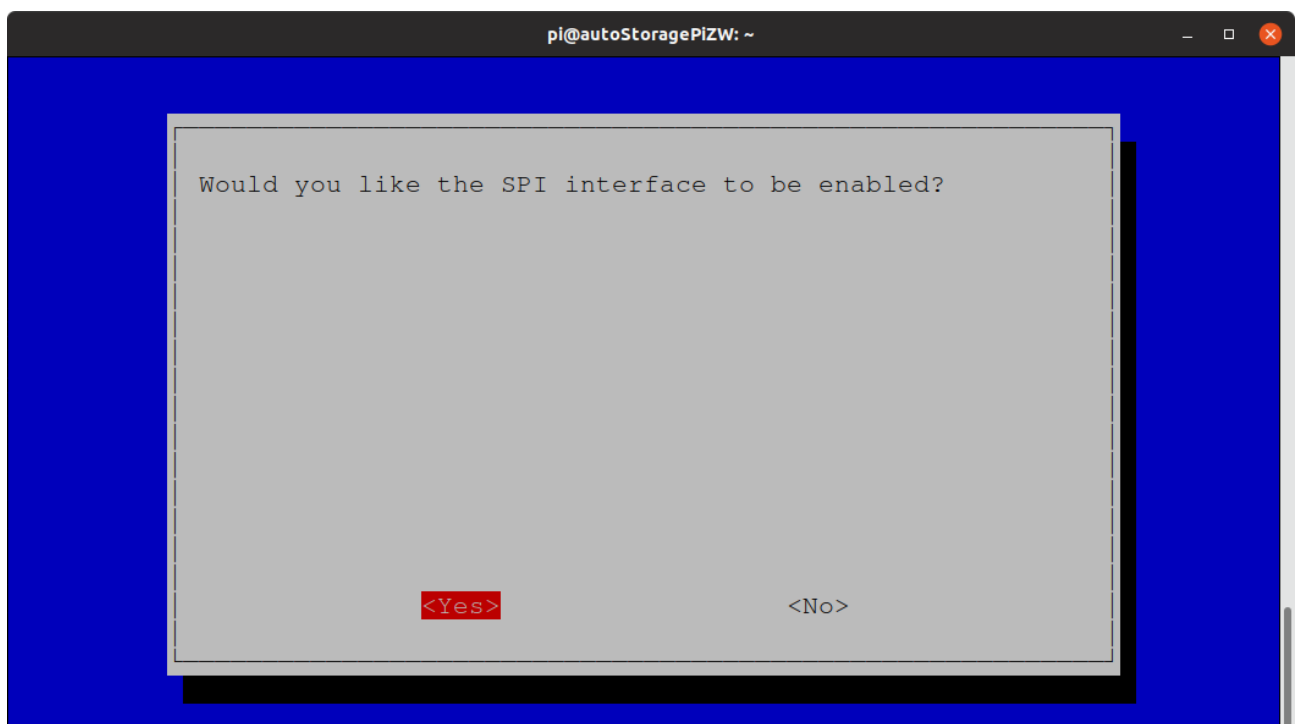 pi@autoStoragePiZW: ~
Would you like the SPI interface to be enabled?
<Yes> <No>